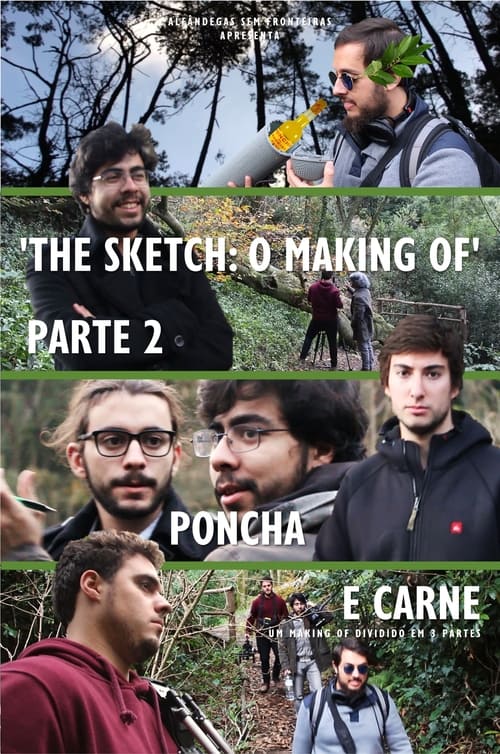 ALFÂNDEGAS SEM FRONTEIRAS
APRESENTA
'THE SKETCH: O MAKING OF'
PARTE 2
PONCHA
E CARNE
UM MAKING OF DIVIDIDO EM 3 PARTES